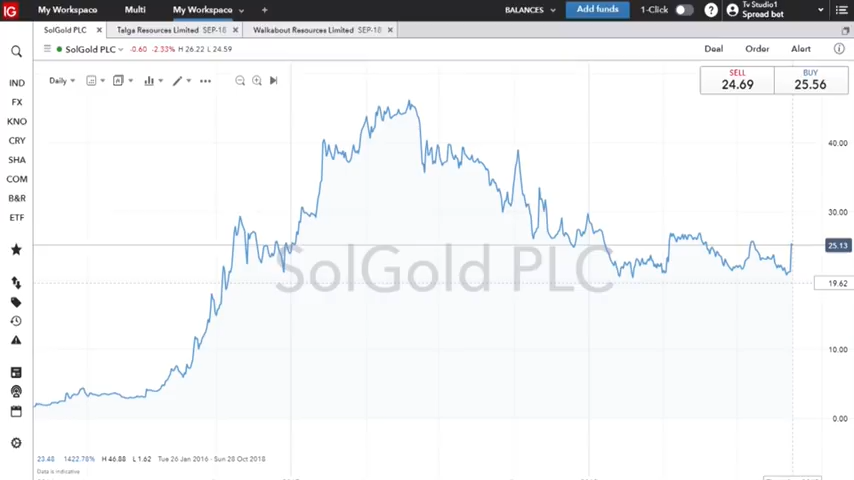 IG My Workspace Multi My Workspace BALANCES Add funds 1-Click ? Tv Studio1
Spread bet
SolGold PLC Talga Resources Limited SEP-18 Walkabout Resources Limited SEP-18
SolGold PLC -0.60 -2.33% H 26.22 L 24.59 Deal Order Alert
Daily
SELL
24.69
BUY
25.56
IND
FX
KNO
CRY
SHA
COM
B&R
ETF
40.00
30.00
25.13
19.62
10.00
0.00
SolGold PLC
23.48 1422.78% H 46.88 L 1.62 Tue 26 Jan 2016 - Sun 28 Oct 2018
Data is indicative